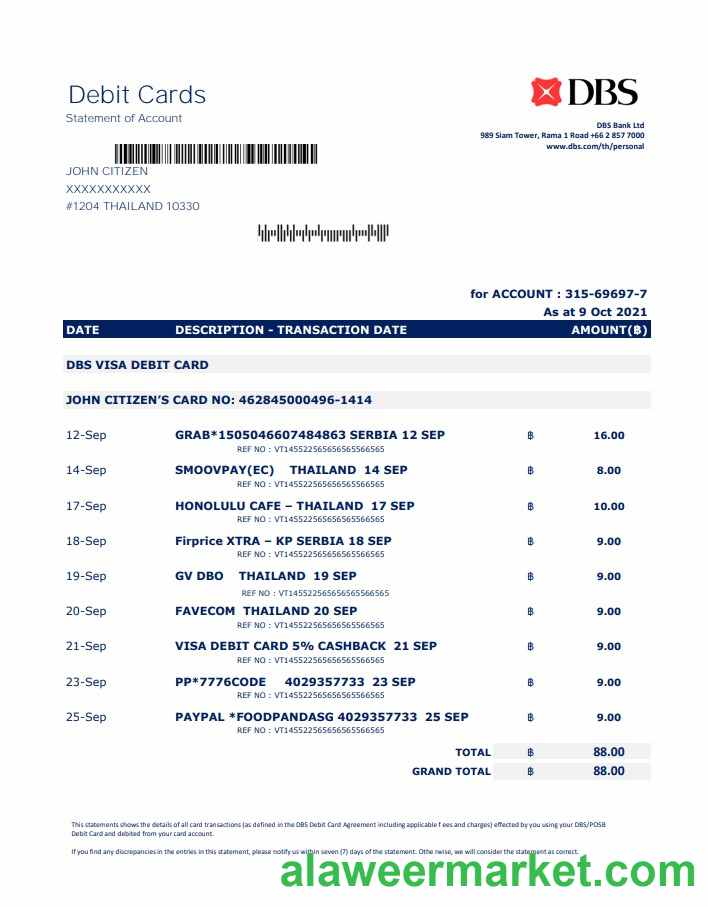 Debit Cards
Statement of Account
DBS
DBS Bank Ltd
989 Siam Tower, Rama 1 Road +66 2 857 7000
www.dbs.com/th/personal
JOHN CITIZEN
XXXXXXXXXXX
#1204 THAILAND 10330
for ACCOUNT : 315-69697-7
As at 9 Oct 2021
DATE DESCRIPTION - TRANSACTION DATE AMOUNT(฿)
DBS VISA DEBIT CARD
JOHN CITIZEN’S CARD NO: 462845000496-1414
12-Sep GRAB*1505046607484863 SERBIA 12 SEP ฿ 16.00
REF NO : VT145522565656565566565
14-Sep SMOOVPAY(EC) THAILAND 14 SEP ฿ 8.00
REF NO : VT145522565656565566565
17-Sep HONOLULU CAFE – THAILAND 17 SEP ฿ 10.00
REF NO : VT145522565656565566565
18-Sep Firprice XTRA – KP SERBIA 18 SEP ฿ 9.00
REF NO : VT145522565656565566565
19-Sep GV DBO THAILAND 19 SEP ฿ 9.00
REF NO : VT145522565656565566565
20-Sep FAVECOM THAILAND 20 SEP ฿ 9.00
REF NO : VT145522565656565566565
21-Sep VISA DEBIT CARD 5% CASHBACK 21 SEP ฿ 9.00
REF NO : VT145522565656565566565
23-Sep PP*7776CODE 4029357733 23 SEP ฿ 9.00
REF NO : VT145522565656565566565
25-Sep PAYPAL *FOODPANDASG 4029357733 25 SEP ฿ 9.00
REF NO : VT145522565656565566565
TOTAL ฿ 88.00
GRAND TOTAL ฿ 88.00
This statements shows the details of all card transactions (as defined in the DBS Debit Card Agreement including applicable f ees and charges) effected by you using your DBS/POSB
Debit Card and debited from your card account.
If you find any discrepancies in the entries in this statement, please notify us within seven (7) days of the statement. Othe rwise, we will consider the statement as correct.
alaweermarket.com